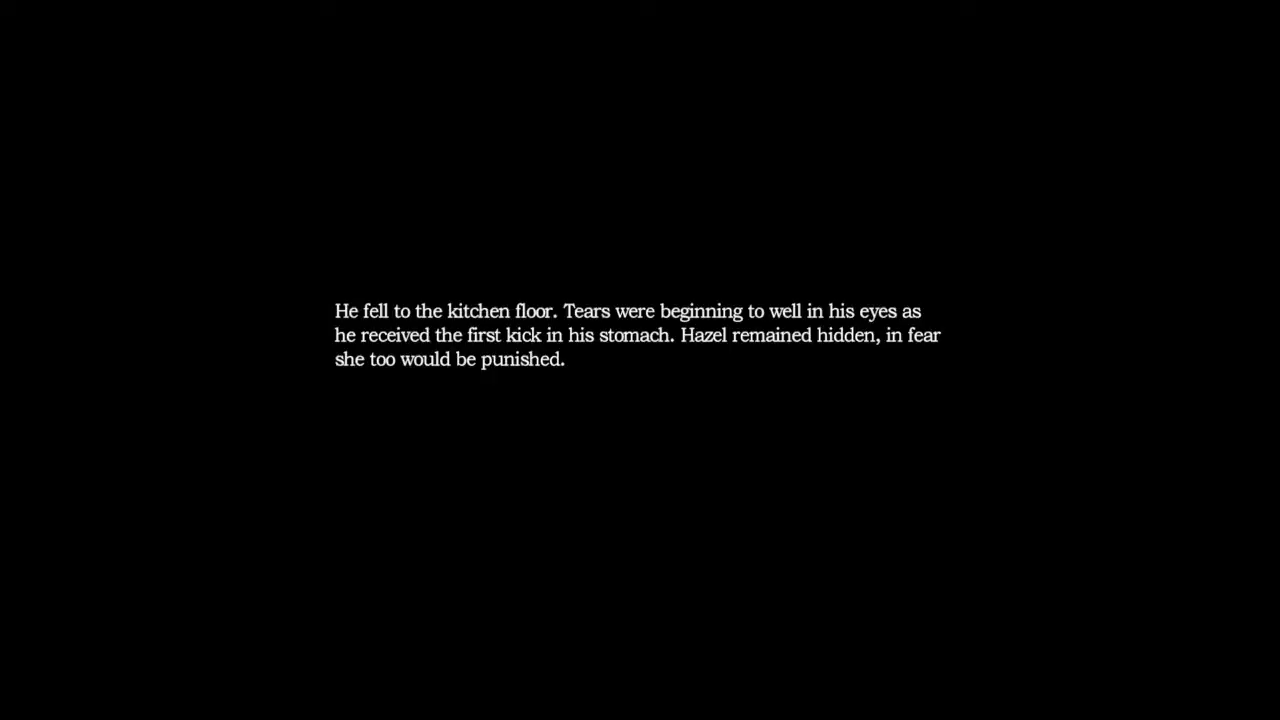 He fell to the kitchen floor. Tears were beginning to well in his eyes as
he received the first kick in his stomach. Hazel remained hidden, in fear
she too would be punished.